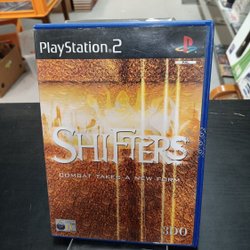 PlayStation 2
SHIFTERS
COMBAT TAKES A NEW FORM
3DO